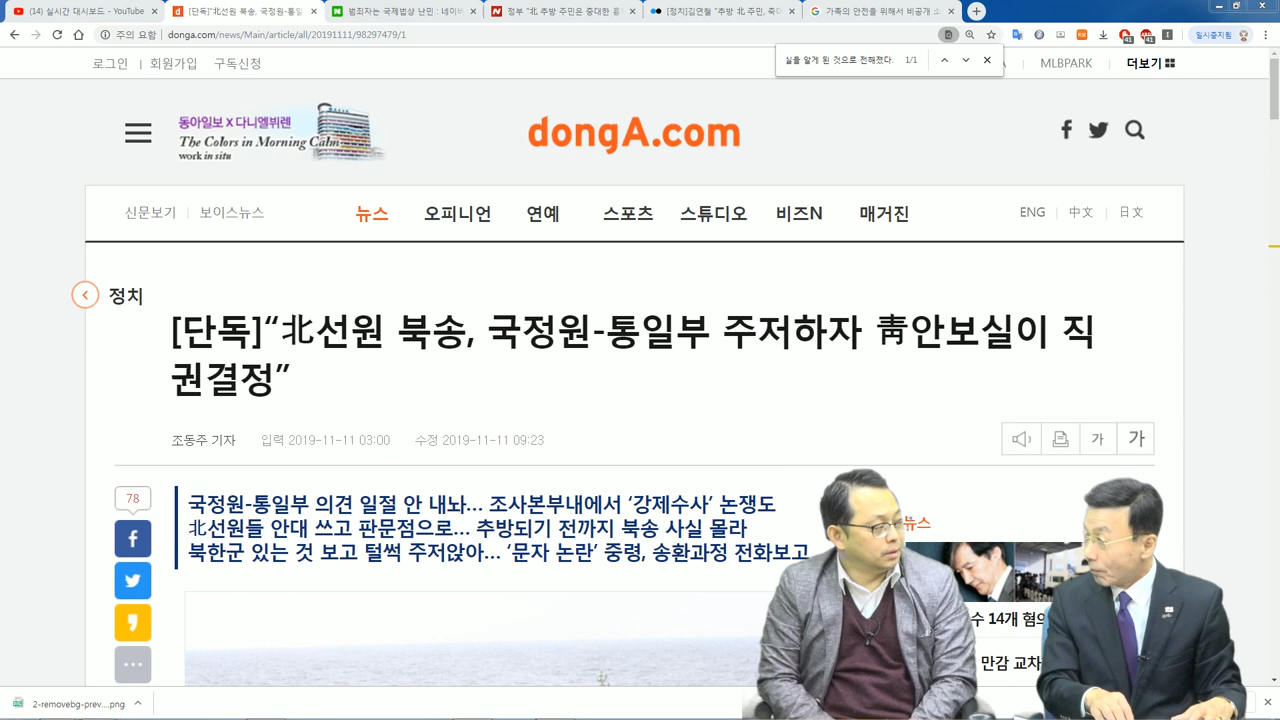 (14) 실시간 대시보드 - YouTube
[단독]"北선원 북송, 국정원-통일
범죄자는 국제법상 난민 : 네이버
정부 "北 추방 주민은 중대한
[정치]김연철 "추방 北 주민,
가족의 안전을 위해서 비공개
주의 요함 | donga.com/news/Main/article/all/20191111/98297479/1
일시중지됨
로그인 | 회원가입 구독신청
실을 알게 된 것으로 전해졌다. 1/1
MLBPARK
더보기
동아일보 X 다니엘뷔렌
The Colors in Morning Calm
work in situ
dongA.com
신문보기 | 보이스뉴스
뉴스 오피니언 연예 스포츠 스튜디오 비즈N 매거진
ENG | 中文 | 日文
정치
[단독]“北선원 북송, 국정원-통일부 주저하자 靑안보실이 직
권결정”
조동주 기자 입력 2019-11-11 03:00 수정 2019-11-11 09:23
가 가
78
국정원-통일부 의견 일절 안 내놔… 조사본부내에서 ‘강제수사’ 논쟁도
北선원들 안대 쓰고 판문점으로… 추방되기 전까지 북송 사실 몰라
북한군 있는 것 보고 털썩 주저앉아… ‘문자 논란’ 중령, 송환과정 전화보고
뉴스
수 14개 혐의
만감 교차
2-removebg-prev....png